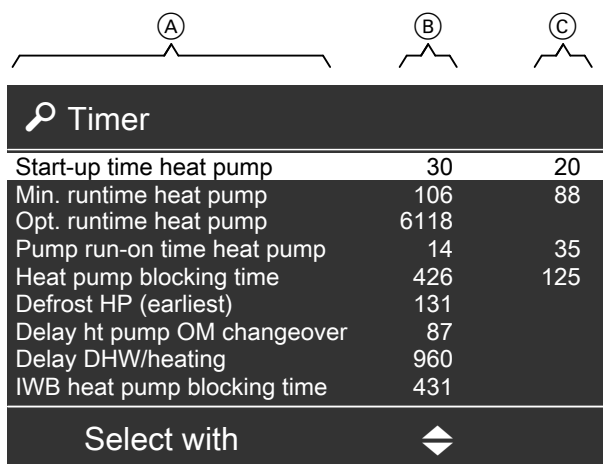 Ⓐ Ⓑ Ⓒ
Timer
Start-up time heat pump 30 20
Min. runtime heat pump 106 88
Opt. runtime heat pump 6118
Pump run-on time heat pump 14 35
Heat pump blocking time 426 125
Defrost HP (earliest) 131
Delay ht pump OM changeover 87
Delay DHW/heating 960
IWB heat pump blocking time 431
Select with